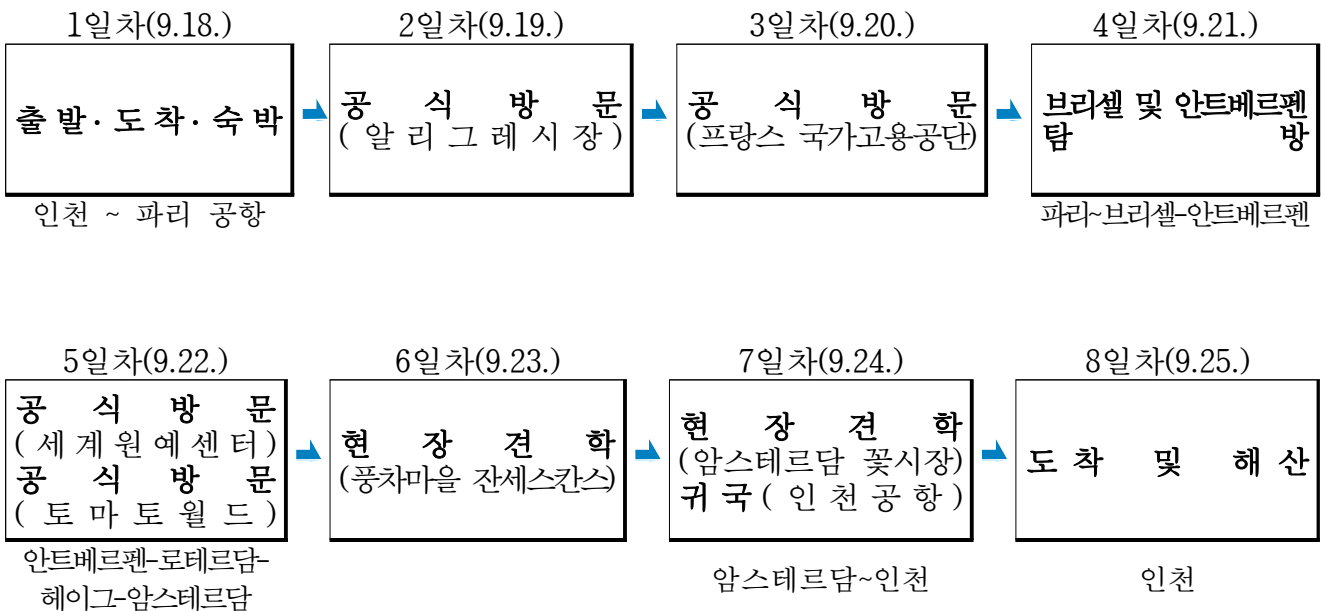 1일차(9.18.)
출발·도착·숙박
인천 ~ 파리 공항
2일차(9.19.)
공식방문
(알리그레시장)
3일차(9.20.)
공식방문
(프랑스 국가고용공단)
4일차(9.21.)
브리셀 및 안트베르펜
탐방
파리~브리셀-안트베르펜
5일차(9.22.)
공식방문
(세계원예센터)
공식방문
(토마토월드)
안트베르펜-로테르담-
헤이그-암스테르담
6일차(9.23.)
현장견학
(풍차마을 잔세스칸스)
7일차(9.24.)
현장견학
(암스테르담 꽃시장)
귀국(인천공항)
암스테르담~인천
8일차(9.25.)
도착 및 해산
인천